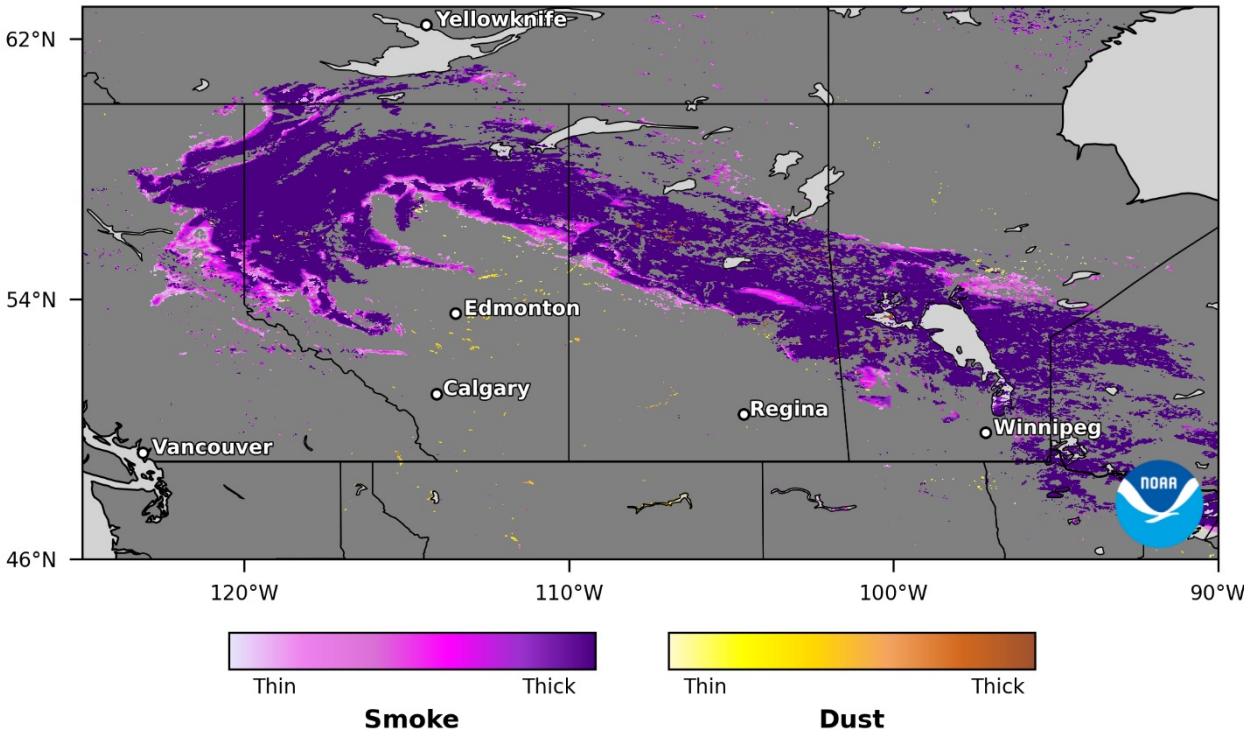 62°N
Yellowknife
54°N
Edmonton
Calgary
Regina
Winnipeg
Vancouver
NOAA
46°N
120°W 110°W 100°W 90°W
Thin Thick Thin Thick
Smoke Dust